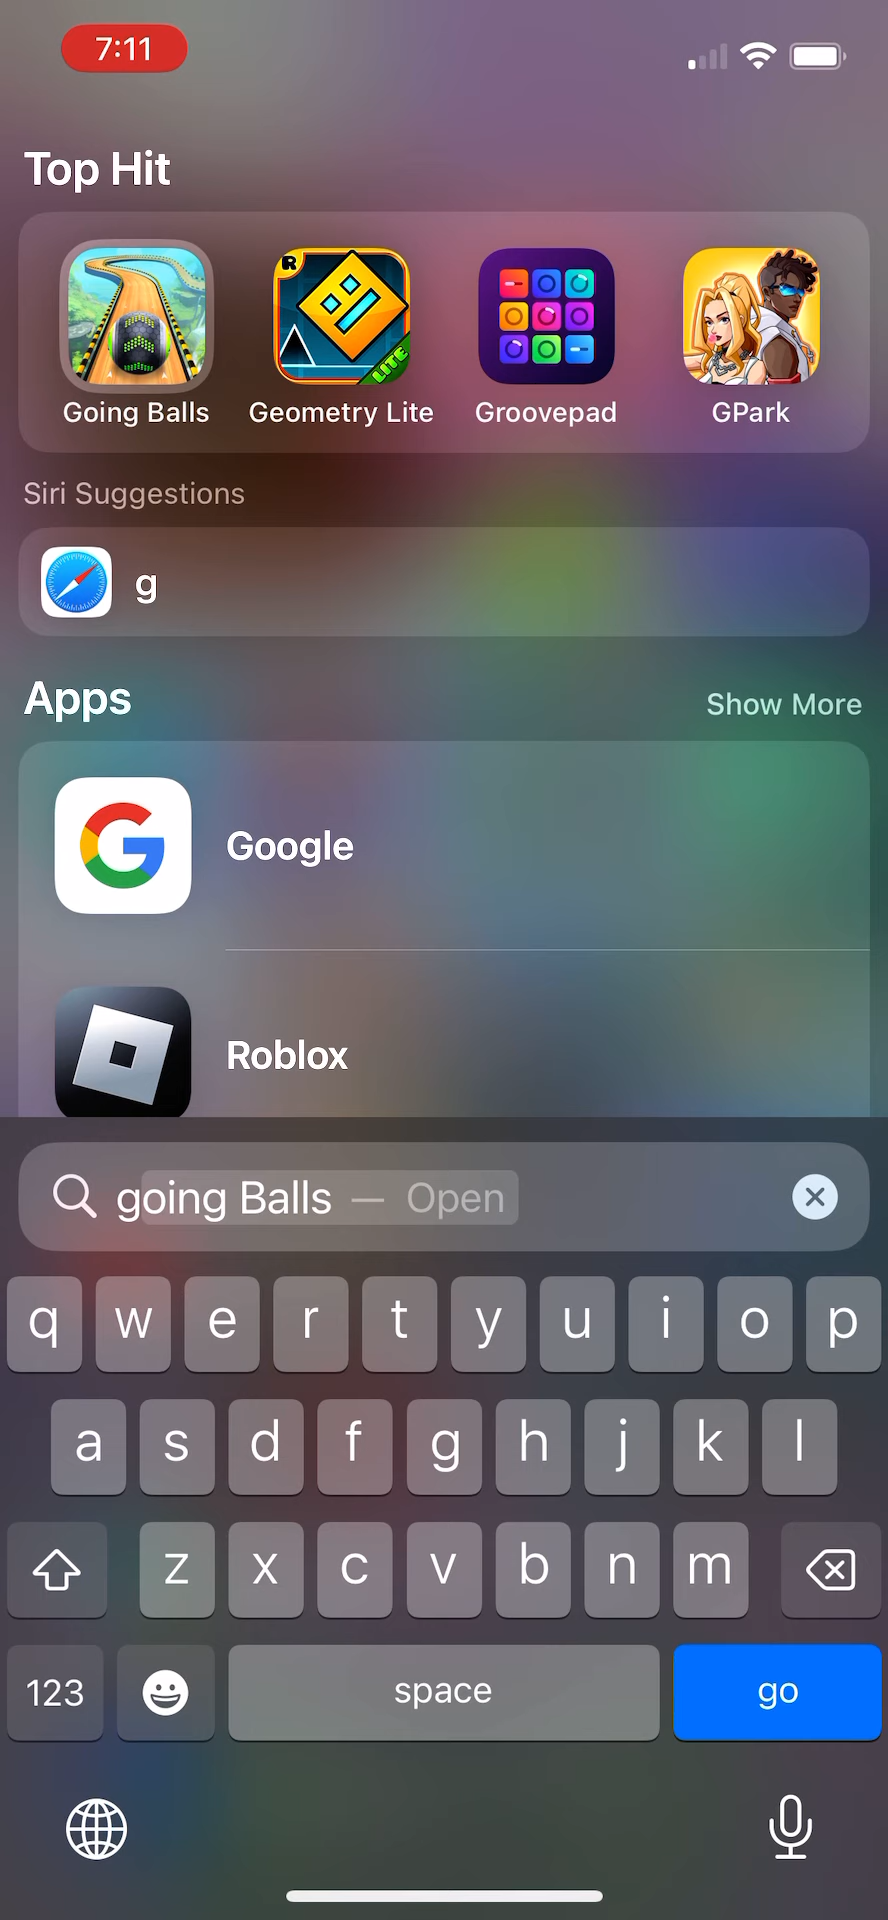 7:11
Top Hit
R
LITE
Going Balls
Geometry Lite
Groovepad
GPark
Siri Suggestions
g
Apps
Show More
G
Google
Roblox
going Balls — Open
q w e r t y u i o p
a s d f g h j k l
z x c v b n m
123
space
go